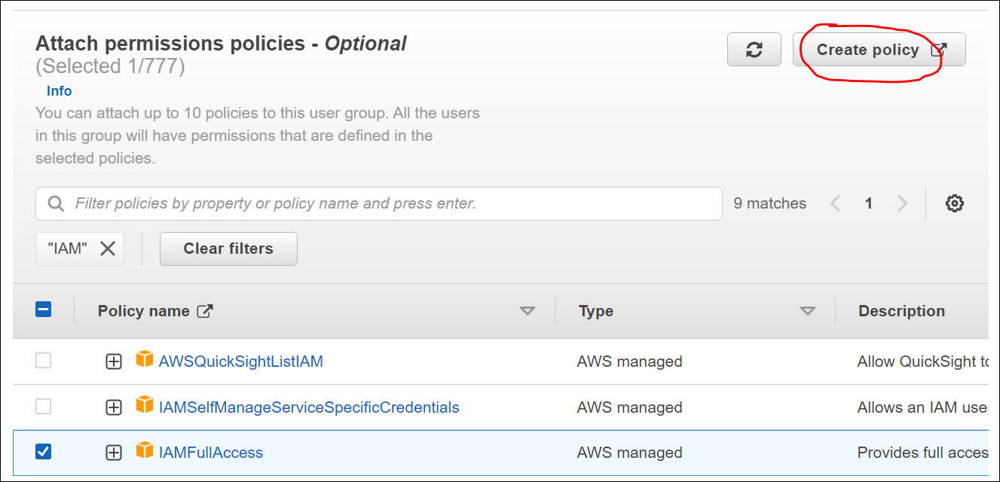 Attach permissions policies - Optional
(Selected 1/777)
Create policy
Info
You can attach up to 10 policies to this user group. All the users
in this group will have permissions that are defined in the
selected policies.
Filter policies by property or policy name and press enter.
9 matches
1
"IAM"
Clear filters
Policy name
Type
Description
AWSQuickSightListIAM
AWS managed
Allow QuickSight to
IAMSelfManageServiceSpecificCredentials
AWS managed
Allows an IAM use
IAMFullAccess
AWS managed
Provides full acces